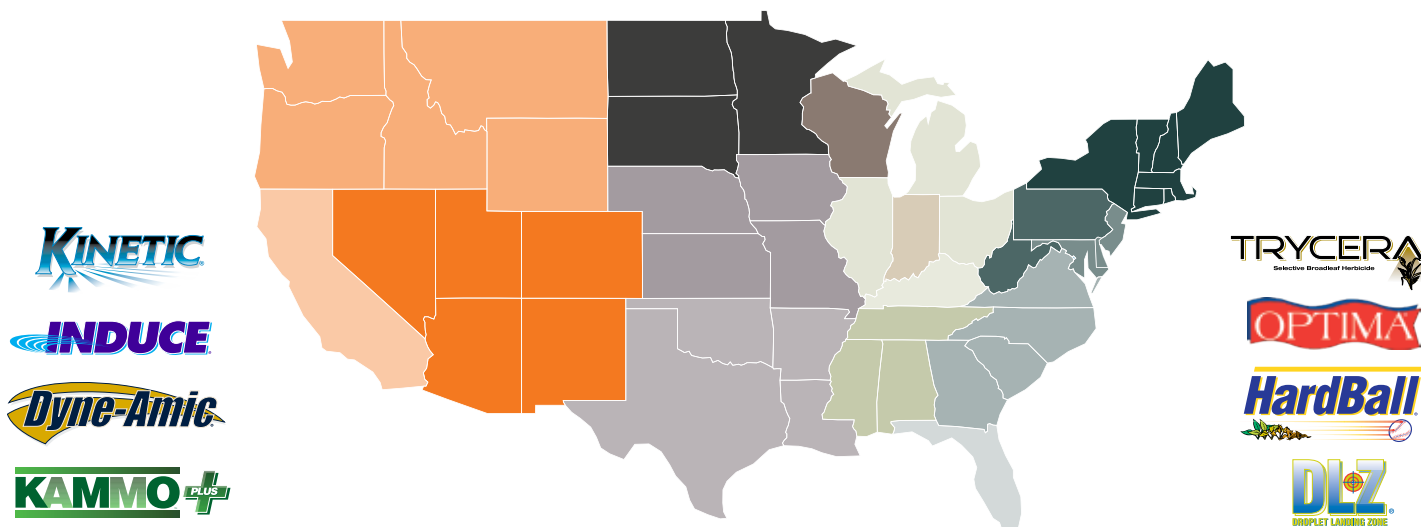 KINETIC®
INDUCE®
Dyne-Amic®
KAMMO PLUS
TRYCERA
Selective Broadleaf Herbicide
OPTIMA
HardBall®
DLZ®
DROPLET LANDING ZONE